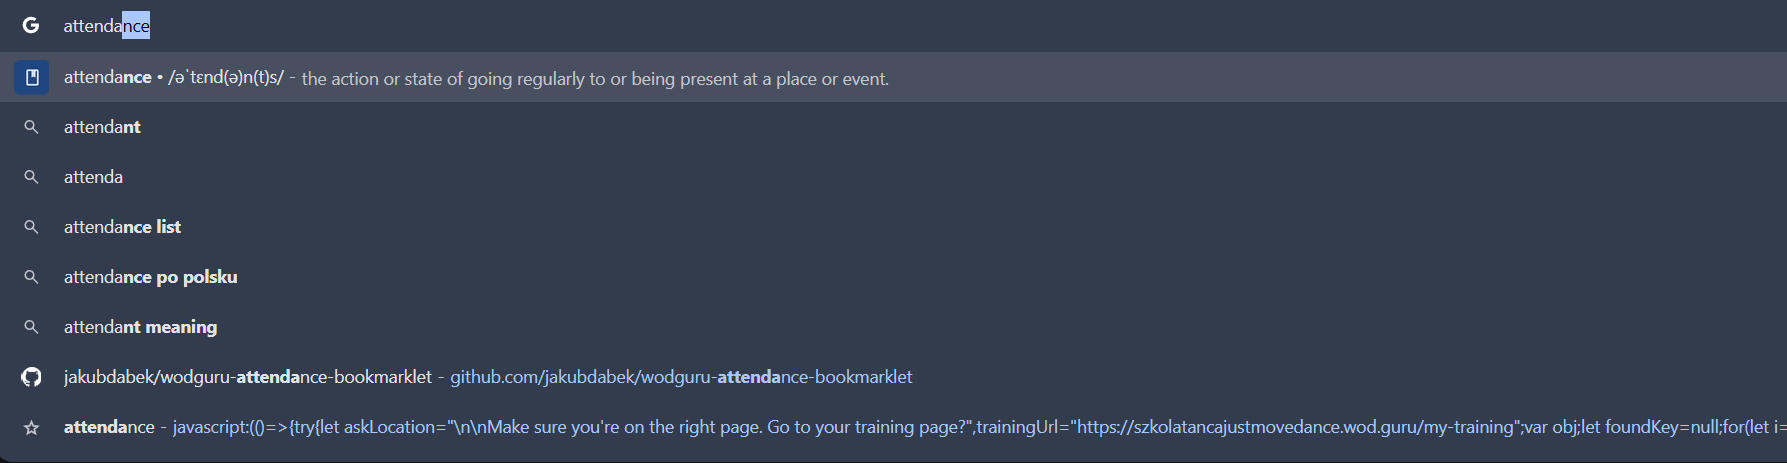 attendance
attendance • /əˈtɛnd(ə)n(t)s/ - the action or state of going regularly to or being present at a place or event.
attendant
attenda
attendance list
attendance po polsku
attendant meaning
jakubdabek/wodguru-attendance-bookmarklet - github.com/jakubdabek/wodguru-attendance-bookmarklet
attendance - javascript:(()=>{try{let askLocation="\n\nMake sure you're on the right page. Go to your training page?",trainingUrl="https://szkolatancajustmovedance.wod.guru/my-training";var obj;let foundKey=null;for(let i=